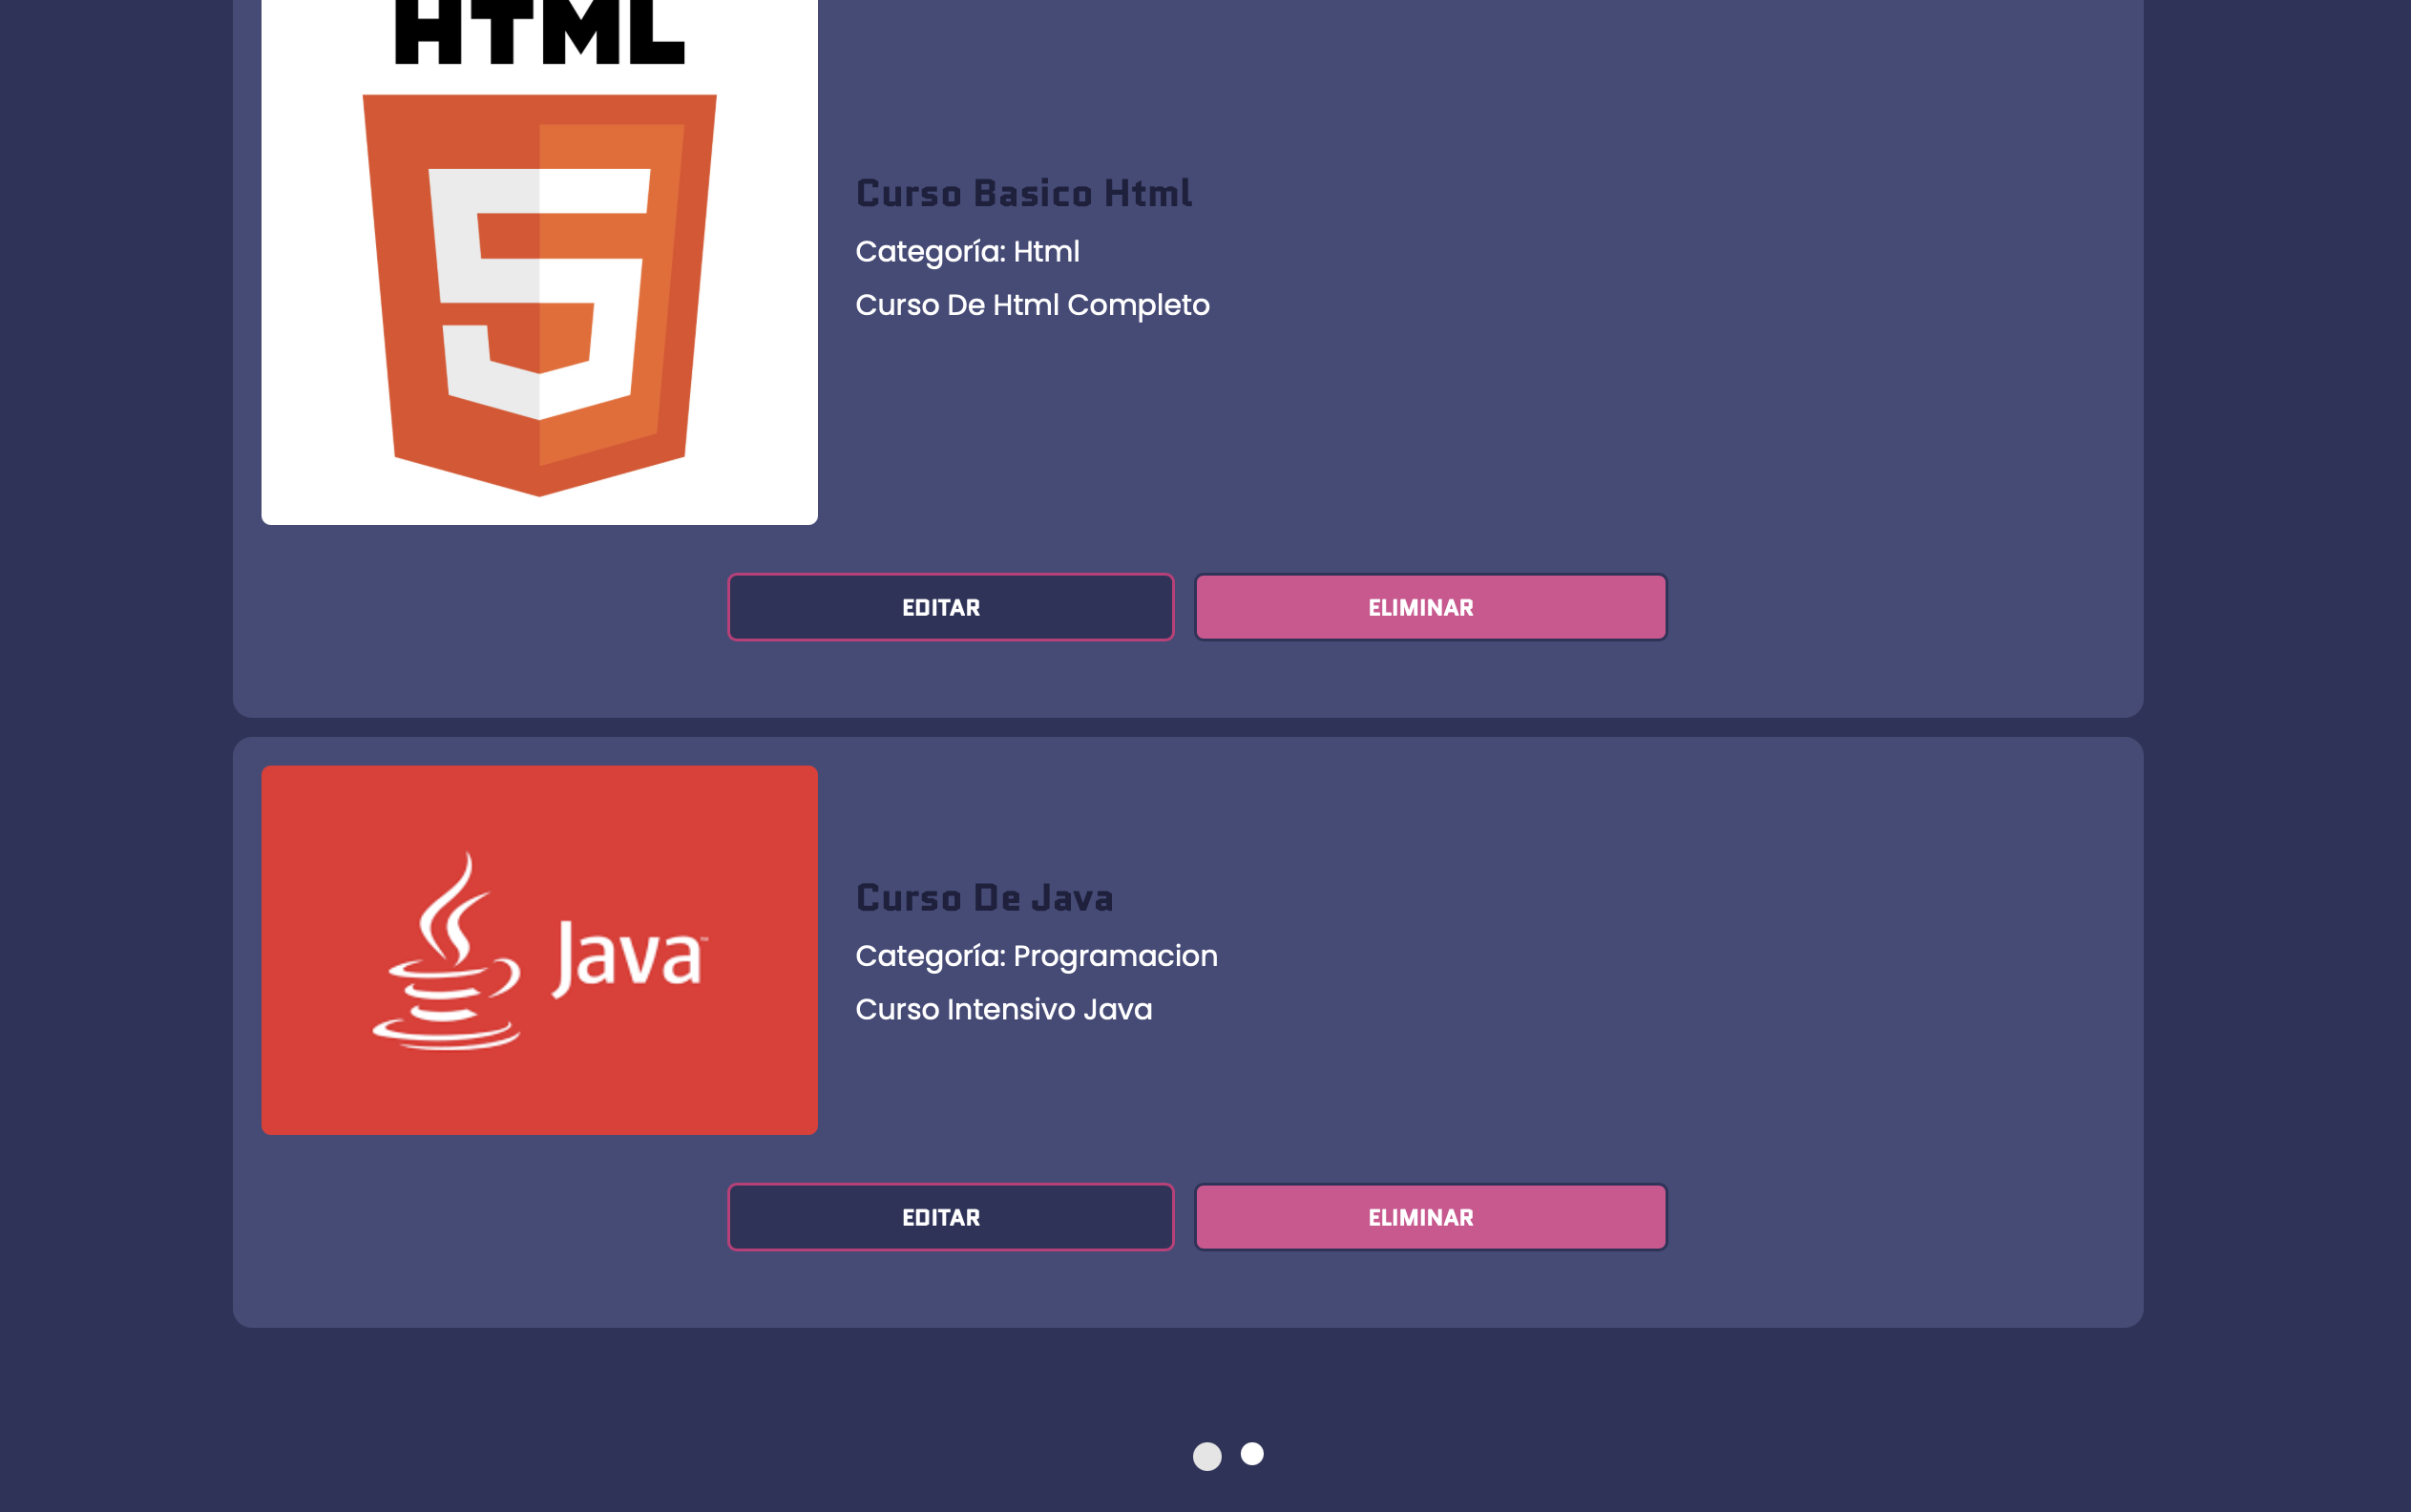 HTML
Curso Basico Html
Categoría: Html
Curso De Html Completo
EDITAR
ELIMINAR
Java™
Curso De Java
Categoría: Programacion
Curso Intensivo Java
EDITAR
ELIMINAR